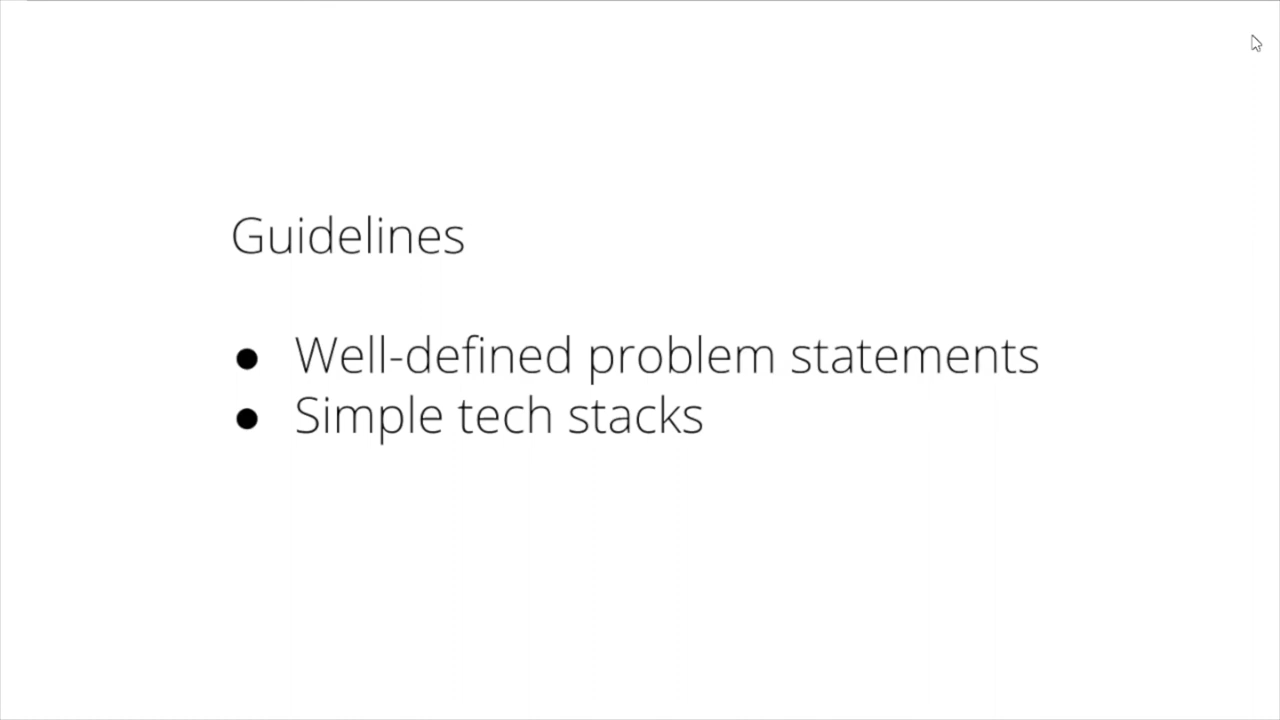 Guidelines
● Well-defined problem statements
● Simple tech stacks